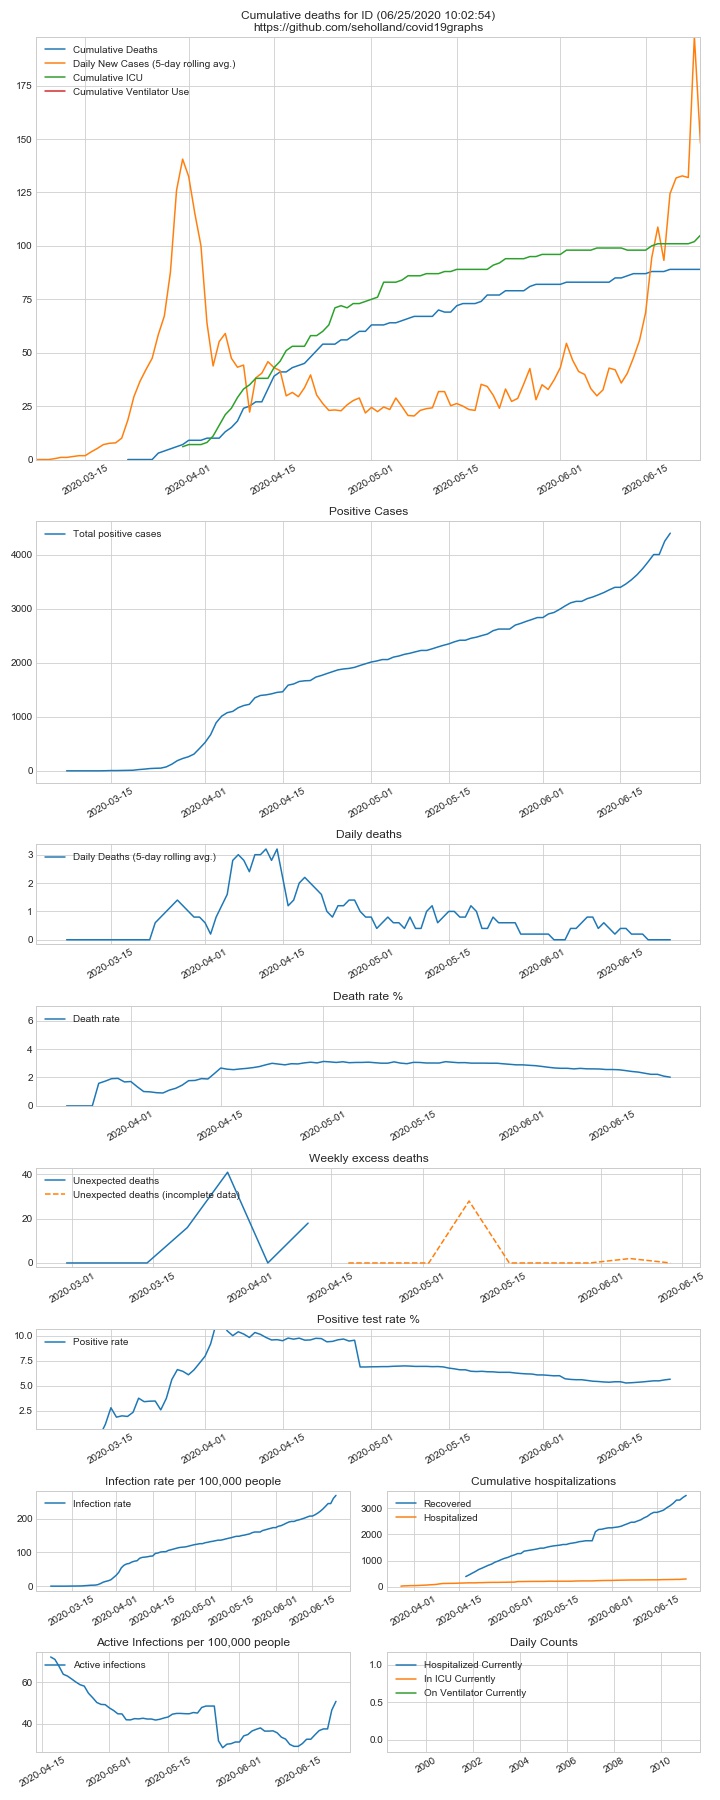 Cumulative deaths for ID (06/25/2020 10:02:54)
https://github.com/seholland/covid19graphs
Cumulative Deaths
Daily New Cases (5-day rolling avg.)
Cumulative ICU
Cumulative Ventilator Use
175
150
125
100
75
50
25
0
2020-03-15 2020-04-01 2020-04-15 2020-05-01 2020-05-15 2020-06-01 2020-06-15
Positive Cases
Total positive cases
4000
3000
2000
1000
0
2020-03-15 2020-04-01 2020-04-15 2020-05-01 2020-05-15 2020-06-01 2020-06-15
Daily deaths
Daily Deaths (5-day rolling avg.)
3
2
1
0
2020-03-15 2020-04-01 2020-04-15 2020-05-01 2020-05-15 2020-06-01 2020-06-15
Death rate %
Death rate
6
4
2
0
2020-04-01 2020-04-15 2020-05-01 2020-05-15 2020-06-01 2020-06-15
Weekly excess deaths
Unexpected deaths
Unexpected deaths (incomplete data)
40
20
0
2020-03-01 2020-03-15 2020-04-01 2020-04-15 2020-05-01 2020-05-15 2020-06-01 2020-06-15
Positive test rate %
Positive rate
10.0
7.5
5.0
2.5
2020-03-15 2020-04-01 2020-04-15 2020-05-01 2020-05-15 2020-06-01 2020-06-15
Infection rate per 100,000 people
Infection rate
200
100
0
2020-03-15 2020-04-01 2020-04-15 2020-05-01 2020-05-15 2020-06-01 2020-06-15
Cumulative hospitalizations
Recovered
Hospitalized
3000
2000
1000
0
2020-04-01 2020-04-15 2020-05-01 2020-05-15 2020-06-01 2020-06-15
Active Infections per 100,000 people
Active infections
60
40
2020-04-15 2020-05-01 2020-05-15 2020-06-01 2020-06-15
Daily Counts
Hospitalized Currently
In ICU Currently
On Ventilator Currently
1.0
0.5
0.0
2000 2002 2004 2006 2008 2010